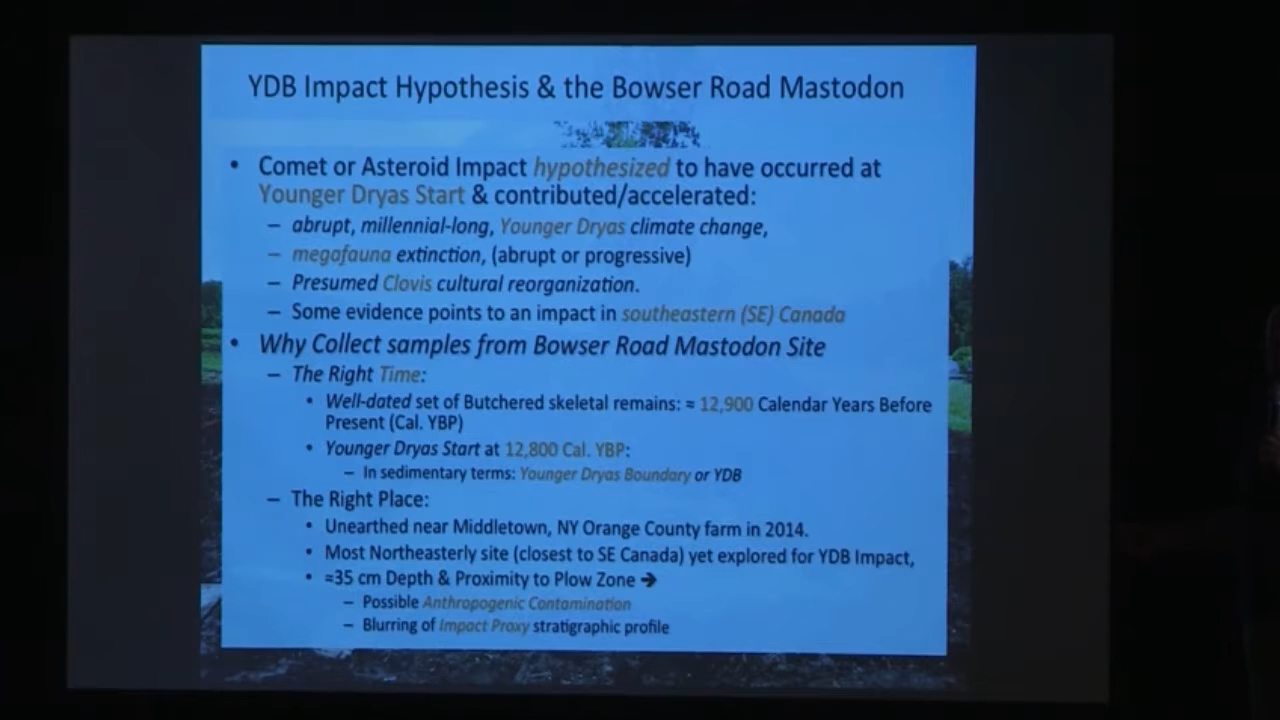 YDB Impact Hypothesis & the Bowser Road Mastodon
• Comet or Asteroid Impact hypothesized to have occurred at
Younger Dryas Start & contributed/accelerated:
– abrupt, millennial-long, Younger Dryas climate change,
– megafauna extinction, (abrupt or progressive)
– Presumed Clovis cultural reorganization.
– Some evidence points to an impact in southeastern (SE) Canada
• Why Collect samples from Bowser Road Mastodon Site
– The Right Time:
• Well-dated set of Butchered skeletal remains: ≈ 12,900 Calendar Years Before
Present (Cal. YBP)
• Younger Dryas Start at 12,800 Cal. YBP:
– In sedimentary terms: Younger Dryas Boundary or YDB
– The Right Place:
• Unearthed near Middletown, NY Orange County farm in 2014.
• Most Northeasterly site (closest to SE Canada) yet explored for YDB Impact,
• ≈35 cm Depth & Proximity to Plow Zone ➔
– Possible Anthropogenic Contamination
– Blurring of Impact Proxy stratigraphic profile